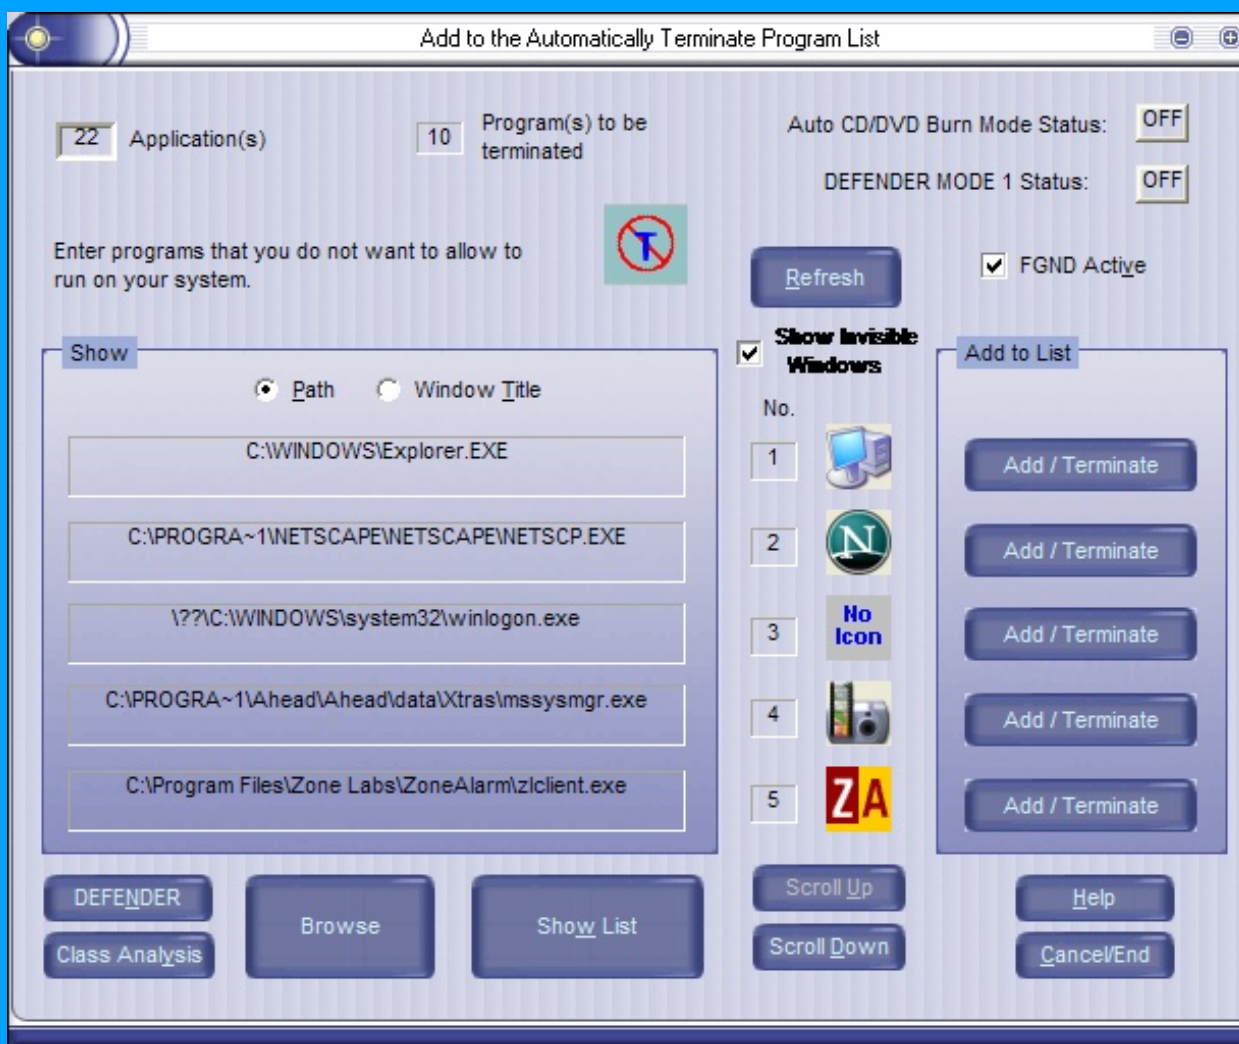 Add to the Automatically Terminate Program List
22 Application(s)
10 Program(s) to be
terminated
Auto CD/DVD Burn Mode Status: OFF
DEFENDER MODE 1 Status: OFF
Enter programs that you do not want to allow to
run on your system.
T
Refresh
FGND Active
Show
Path Window Title
Show Invisible
Windows
Add to List
No.
C:\WINDOWS\Explorer.EXE
1
Add / Terminate
C:\PROGRA~1\NETSCAPE\NETSCAPE\NETSCP.EXE
2
N
Add / Terminate
\??\C:\WINDOWS\system32\winlogon.exe
3
No
Icon
Add / Terminate
C:\PROGRA~1\Ahead\Ahead\data\Xtras\mssysmgr.exe
4
Add / Terminate
C:\Program Files\Zone Labs\ZoneAlarm\zlclient.exe
5
ZA
Add / Terminate
DEFENDER
Class Analysis
Browse
Show List
Scroll Up
Scroll Down
Help
Cancel/End